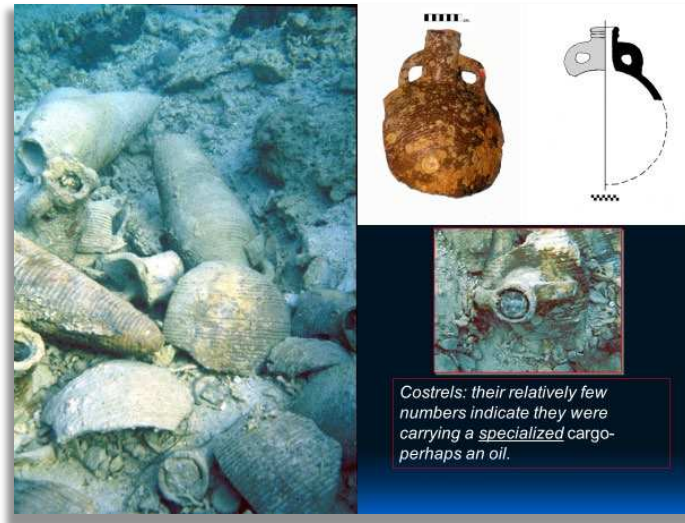 Costrels: their relatively few
numbers indicate they were
carrying a specialized cargo-
perhaps an oil.